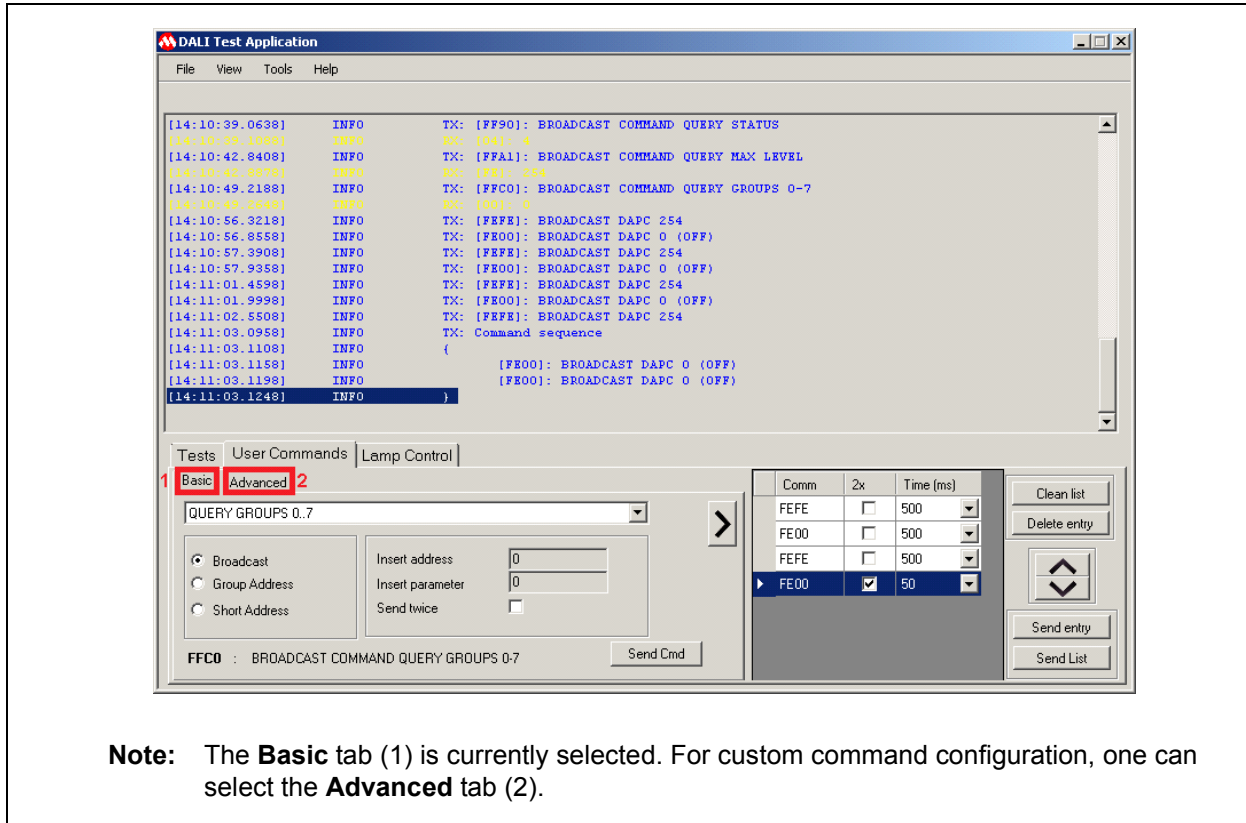 DALI Test Application
File View Tools Help
[14:10:39.0638] INFO TX: [FF90]: BROADCAST COMMAND QUERY STATUS
INFO RX: [04]: 4
[14:10:42.8408] INFO TX: [FFA1]: BROADCAST COMMAND QUERY MAX LEVEL
INFO RX: [FE]: 254
[14:10:49.2188] INFO TX: [FFC0]: BROADCAST COMMAND QUERY GROUPS 0-7
INFO RX: [00]: 0
[14:10:56.3218] INFO TX: [FEFE]: BROADCAST DAPC 254
[14:10:56.8558] INFO TX: [FE00]: BROADCAST DAPC 0 (OFF)
[14:10:57.3908] INFO TX: [FEFE]: BROADCAST DAPC 254
[14:10:57.9358] INFO TX: [FE00]: BROADCAST DAPC 0 (OFF)
[14:11:01.4598] INFO TX: [FEFE]: BROADCAST DAPC 254
[14:11:01.9998] INFO TX: [FE00]: BROADCAST DAPC 0 (OFF)
[14:11:02.5508] INFO TX: [FEFE]: BROADCAST DAPC 254
[14:11:03.0958] INFO TX: Command sequence
[14:11:03.1108] INFO {
[14:11:03.1158] INFO [FE00]: BROADCAST DAPC 0 (OFF)
[14:11:03.1198] INFO [FE00]: BROADCAST DAPC 0 (OFF)
[14:11:03.1248] INFO }
Tests User Commands Lamp Control
1 Basic Advanced 2
QUERY GROUPS 0..7
Broadcast
Group Address
Short Address
Insert address 0
Insert parameter 0
Send twice
FFC0 : BROADCAST COMMAND QUERY GROUPS 0-7
Send Cmd
>
Comm 2x Time (ms)
FEFE 500
FE00 500
FEFE 500
FE00 50
Clean list
Delete entry
Send entry
Send List
Note: The Basic tab (1) is currently selected. For custom command configuration, one can
select the Advanced tab (2).